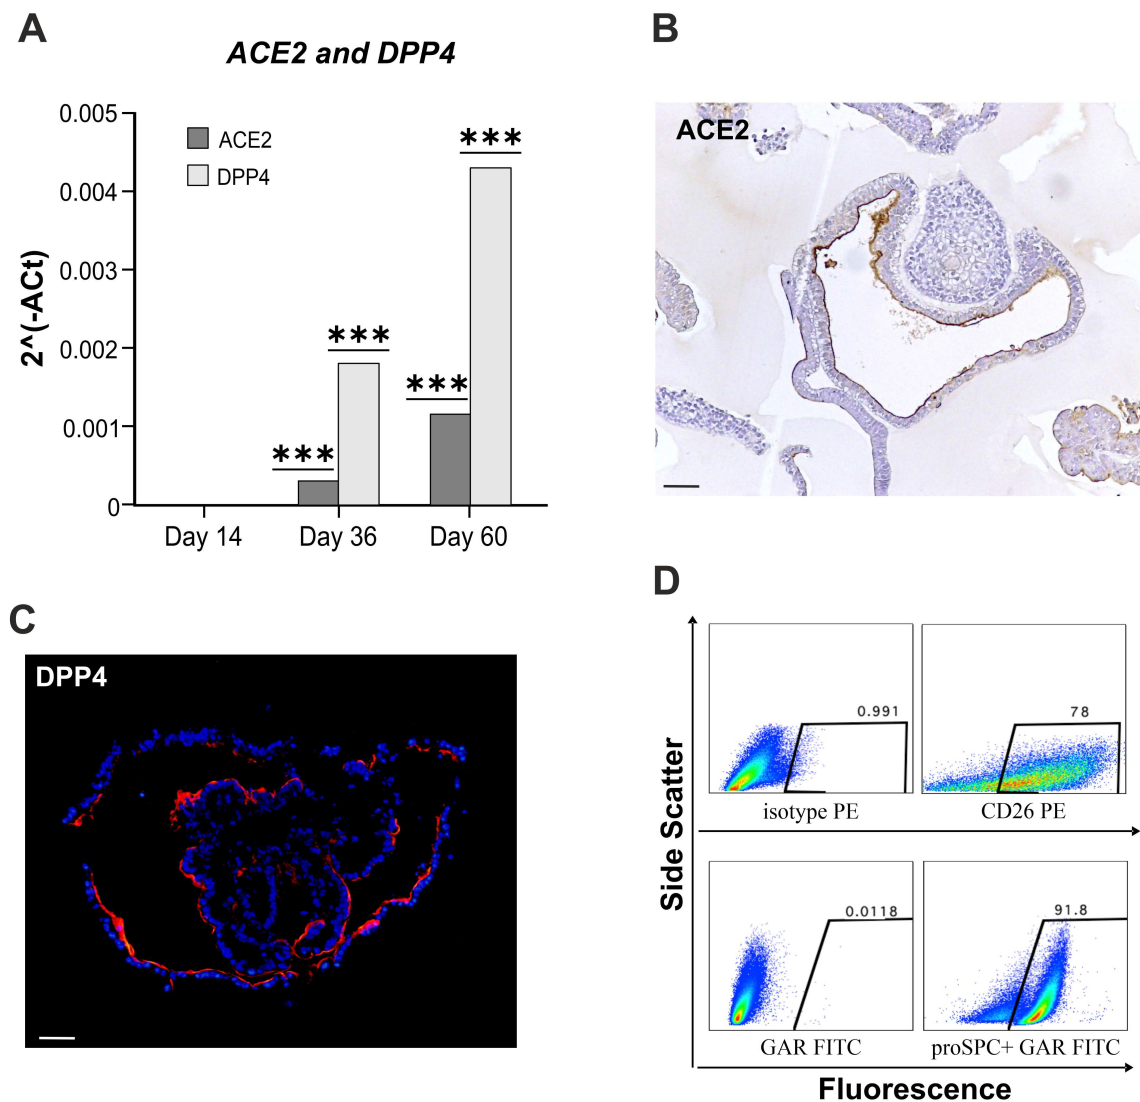 A
ACE2 and DPP4
0.005
0.004
0.003
0.002
0.001
0
2^(-ACt)
ACE2
DPP4
***
***
***
***
Day 14
Day 36
Day 60
B
ACE2
C
DPP4
D
Side Scatter
0.991
78
isotype PE
CD26 PE
0.0118
91.8
GAR FITC
proSPC+ GAR FITC
Fluorescence